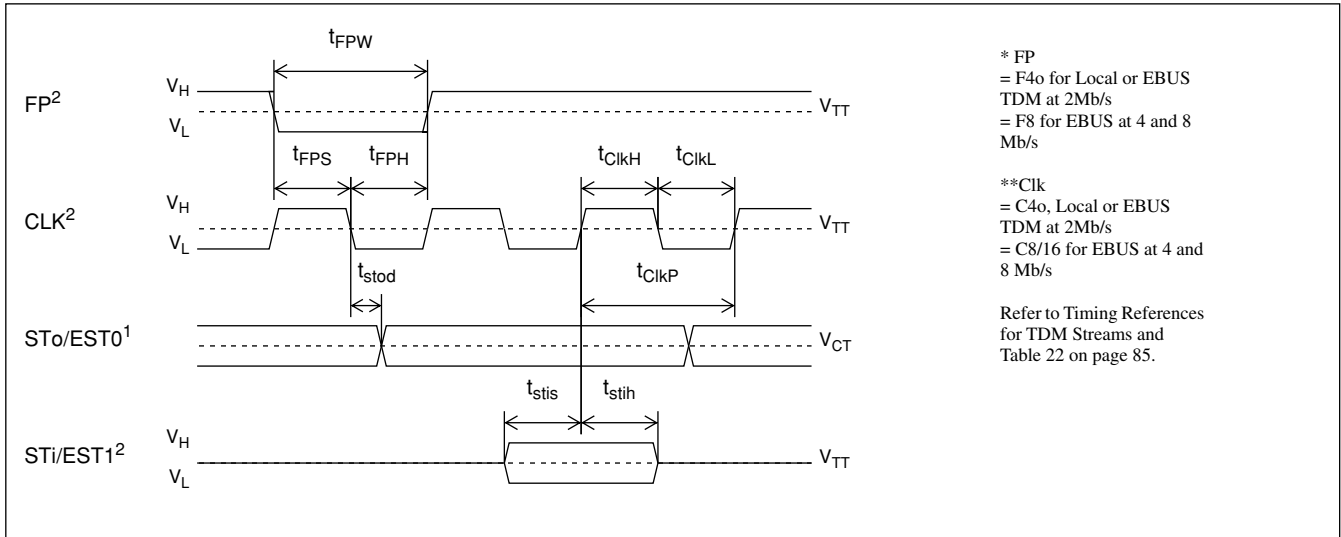 tFPW
FP2
VH
VL
VTT
tFPS
tFPH
tClkH
tClkL
CLK2
VH
VL
VTT
tstod
tClkP
STo/EST01
VCT
tstis
tstih
STi/EST12
VH
VL
VTT
* FP
= F4o for Local or EBUS
TDM at 2Mb/s
= F8 for EBUS at 4 and 8
Mb/s
**Clk
= C4o, Local or EBUS
TDM at 2Mb/s
= C8/16 for EBUS at 4 and
8 Mb/s
Refer to Timing References
for TDM Streams and
Table 22 on page 85.